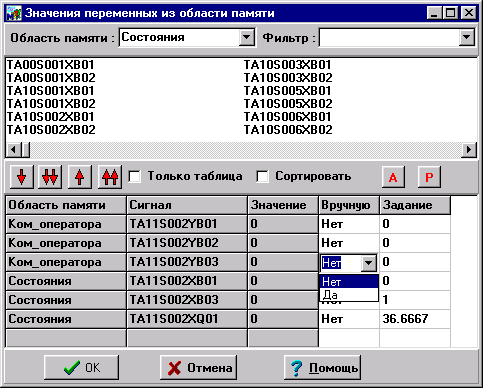 Значения переменных из области памяти
Область памяти : Состояния Фильтр :
TA00S001XB01 TA10S003XB01
TA00S001XB02 TA10S003XB02
TA10S001XB01 TA10S005XB01
TA10S001XB02 TA10S005XB02
TA10S002XB01 TA10S006XB01
TA10S002XB02 TA10S006XB02
Только таблица Сортировать А Р
Область памяти Сигнал Значение Вручную Задание
Ком_оператора TA11S002YB01 0 Нет 0
Ком_оператора TA11S002YB02 0 Нет 0
Ком_оператора TA11S002YB03 0 Нет 0
Состояния TA11S002XB01 0 Нет 0
Состояния TA11S002XB03 0 Да 1
Состояния TA11S002XQ01 0 Нет 36.6667
OK Отмена Помощь